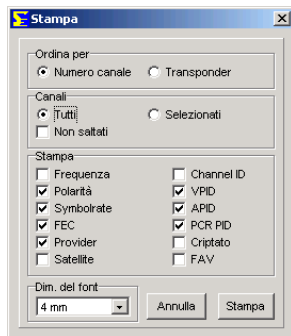 Stampa
Ordina per
Numero canale Transponder
Canali
Tutti Selezionati
Non saltati
Stampa
Frequenza Channel ID
Polarità VPID
Symbolrate APID
FEC PCR PID
Provider Criptato
Satellite FAV
Dim. del font
4 mm Annulla Stampa